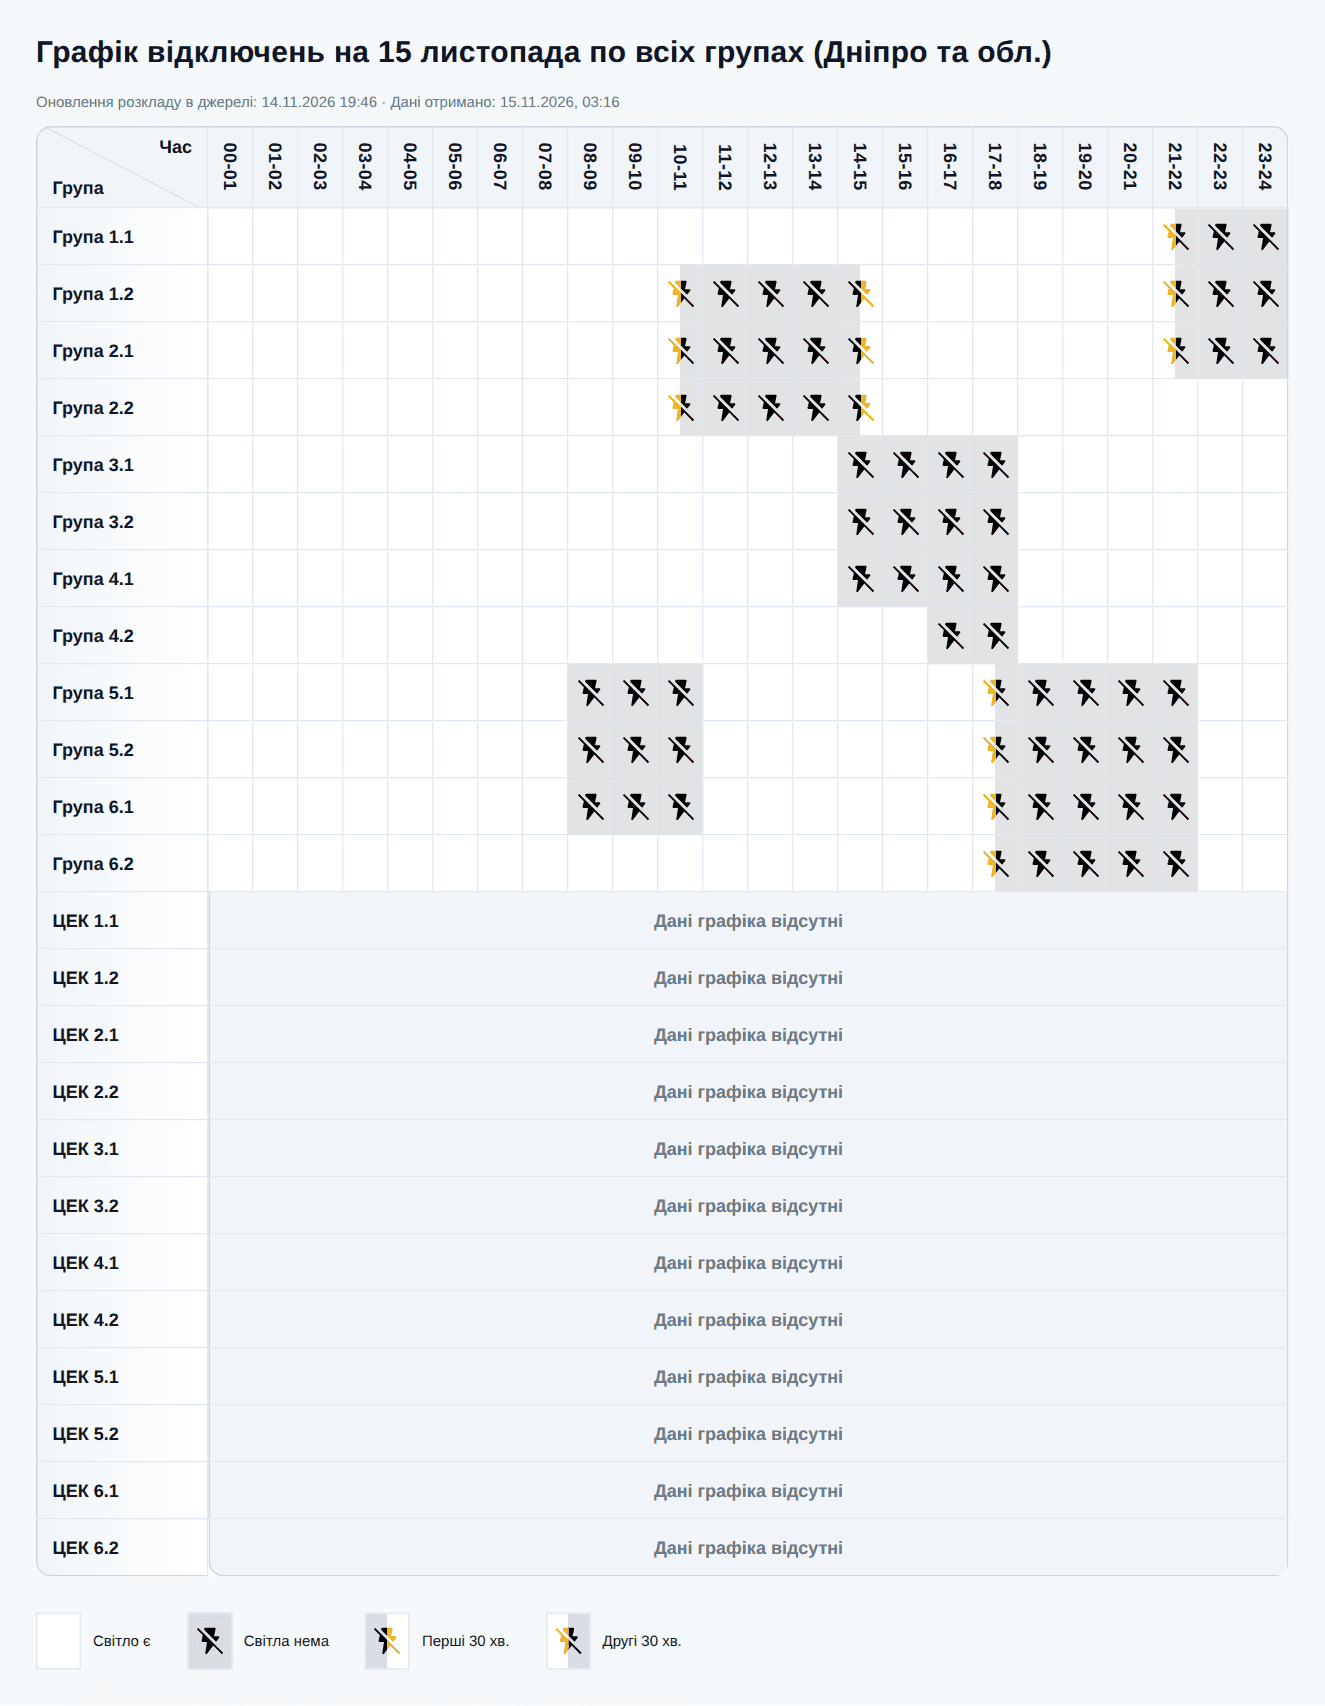 Графік відключень на 15 листопада по всіх групах (Дніпро та обл.)
Оновлення розкладу в джерелі: 14.11.2026 19:46 · Дані отримано: 15.11.2026, 03:16
Час
Група
00-01
01-02
02-03
03-04
04-05
05-06
06-07
07-08
08-09
09-10
10-11
11-12
12-13
13-14
14-15
15-16
16-17
17-18
18-19
19-20
20-21
21-22
22-23
23-24
Група 1.1
Група 1.2
Група 2.1
Група 2.2
Група 3.1
Група 3.2
Група 4.1
Група 4.2
Група 5.1
Група 5.2
Група 6.1
Група 6.2
ЦЕК 1.1 Дані графіка відсутні
ЦЕК 1.2 Дані графіка відсутні
ЦЕК 2.1 Дані графіка відсутні
ЦЕК 2.2 Дані графіка відсутні
ЦЕК 3.1 Дані графіка відсутні
ЦЕК 3.2 Дані графіка відсутні
ЦЕК 4.1 Дані графіка відсутні
ЦЕК 4.2 Дані графіка відсутні
ЦЕК 5.1 Дані графіка відсутні
ЦЕК 5.2 Дані графіка відсутні
ЦЕК 6.1 Дані графіка відсутні
ЦЕК 6.2 Дані графіка відсутні
Світло є
Світла нема
Перші 30 хв.
Другі 30 хв.